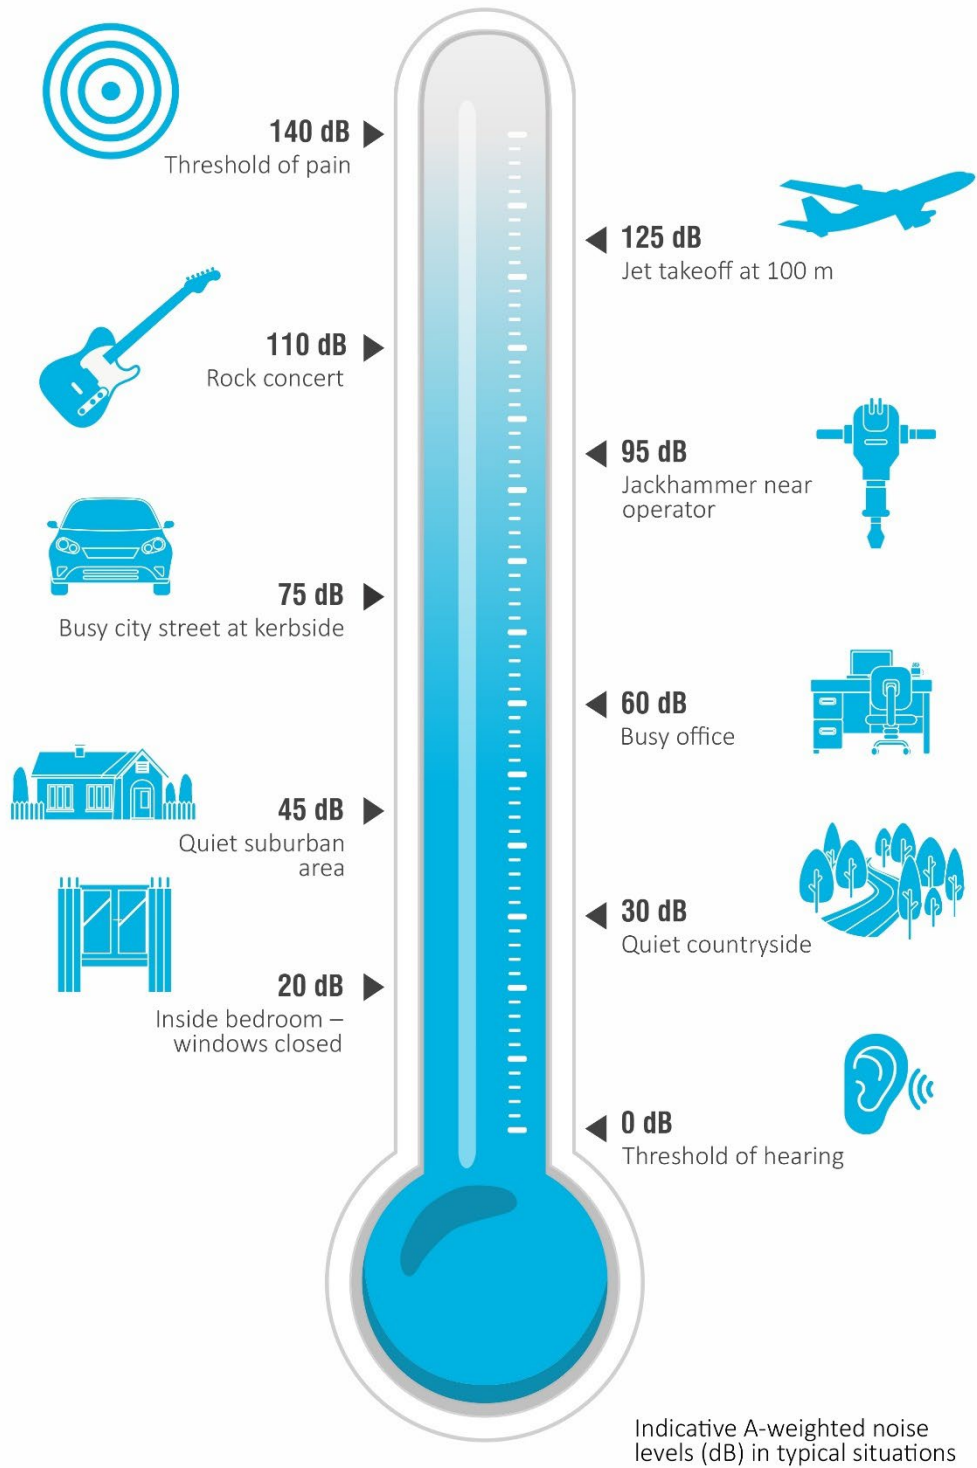 140 dB
Threshold of pain
125 dB
Jet takeoff at 100 m
110 dB
Rock concert
95 dB
Jackhammer near
operator
75 dB
Busy city street at kerbside
60 dB
Busy office
45 dB
Quiet suburban
area
30 dB
Quiet countryside
20 dB
Inside bedroom –
windows closed
0 dB
Threshold of hearing
Indicative A-weighted noise
levels (dB) in typical situations